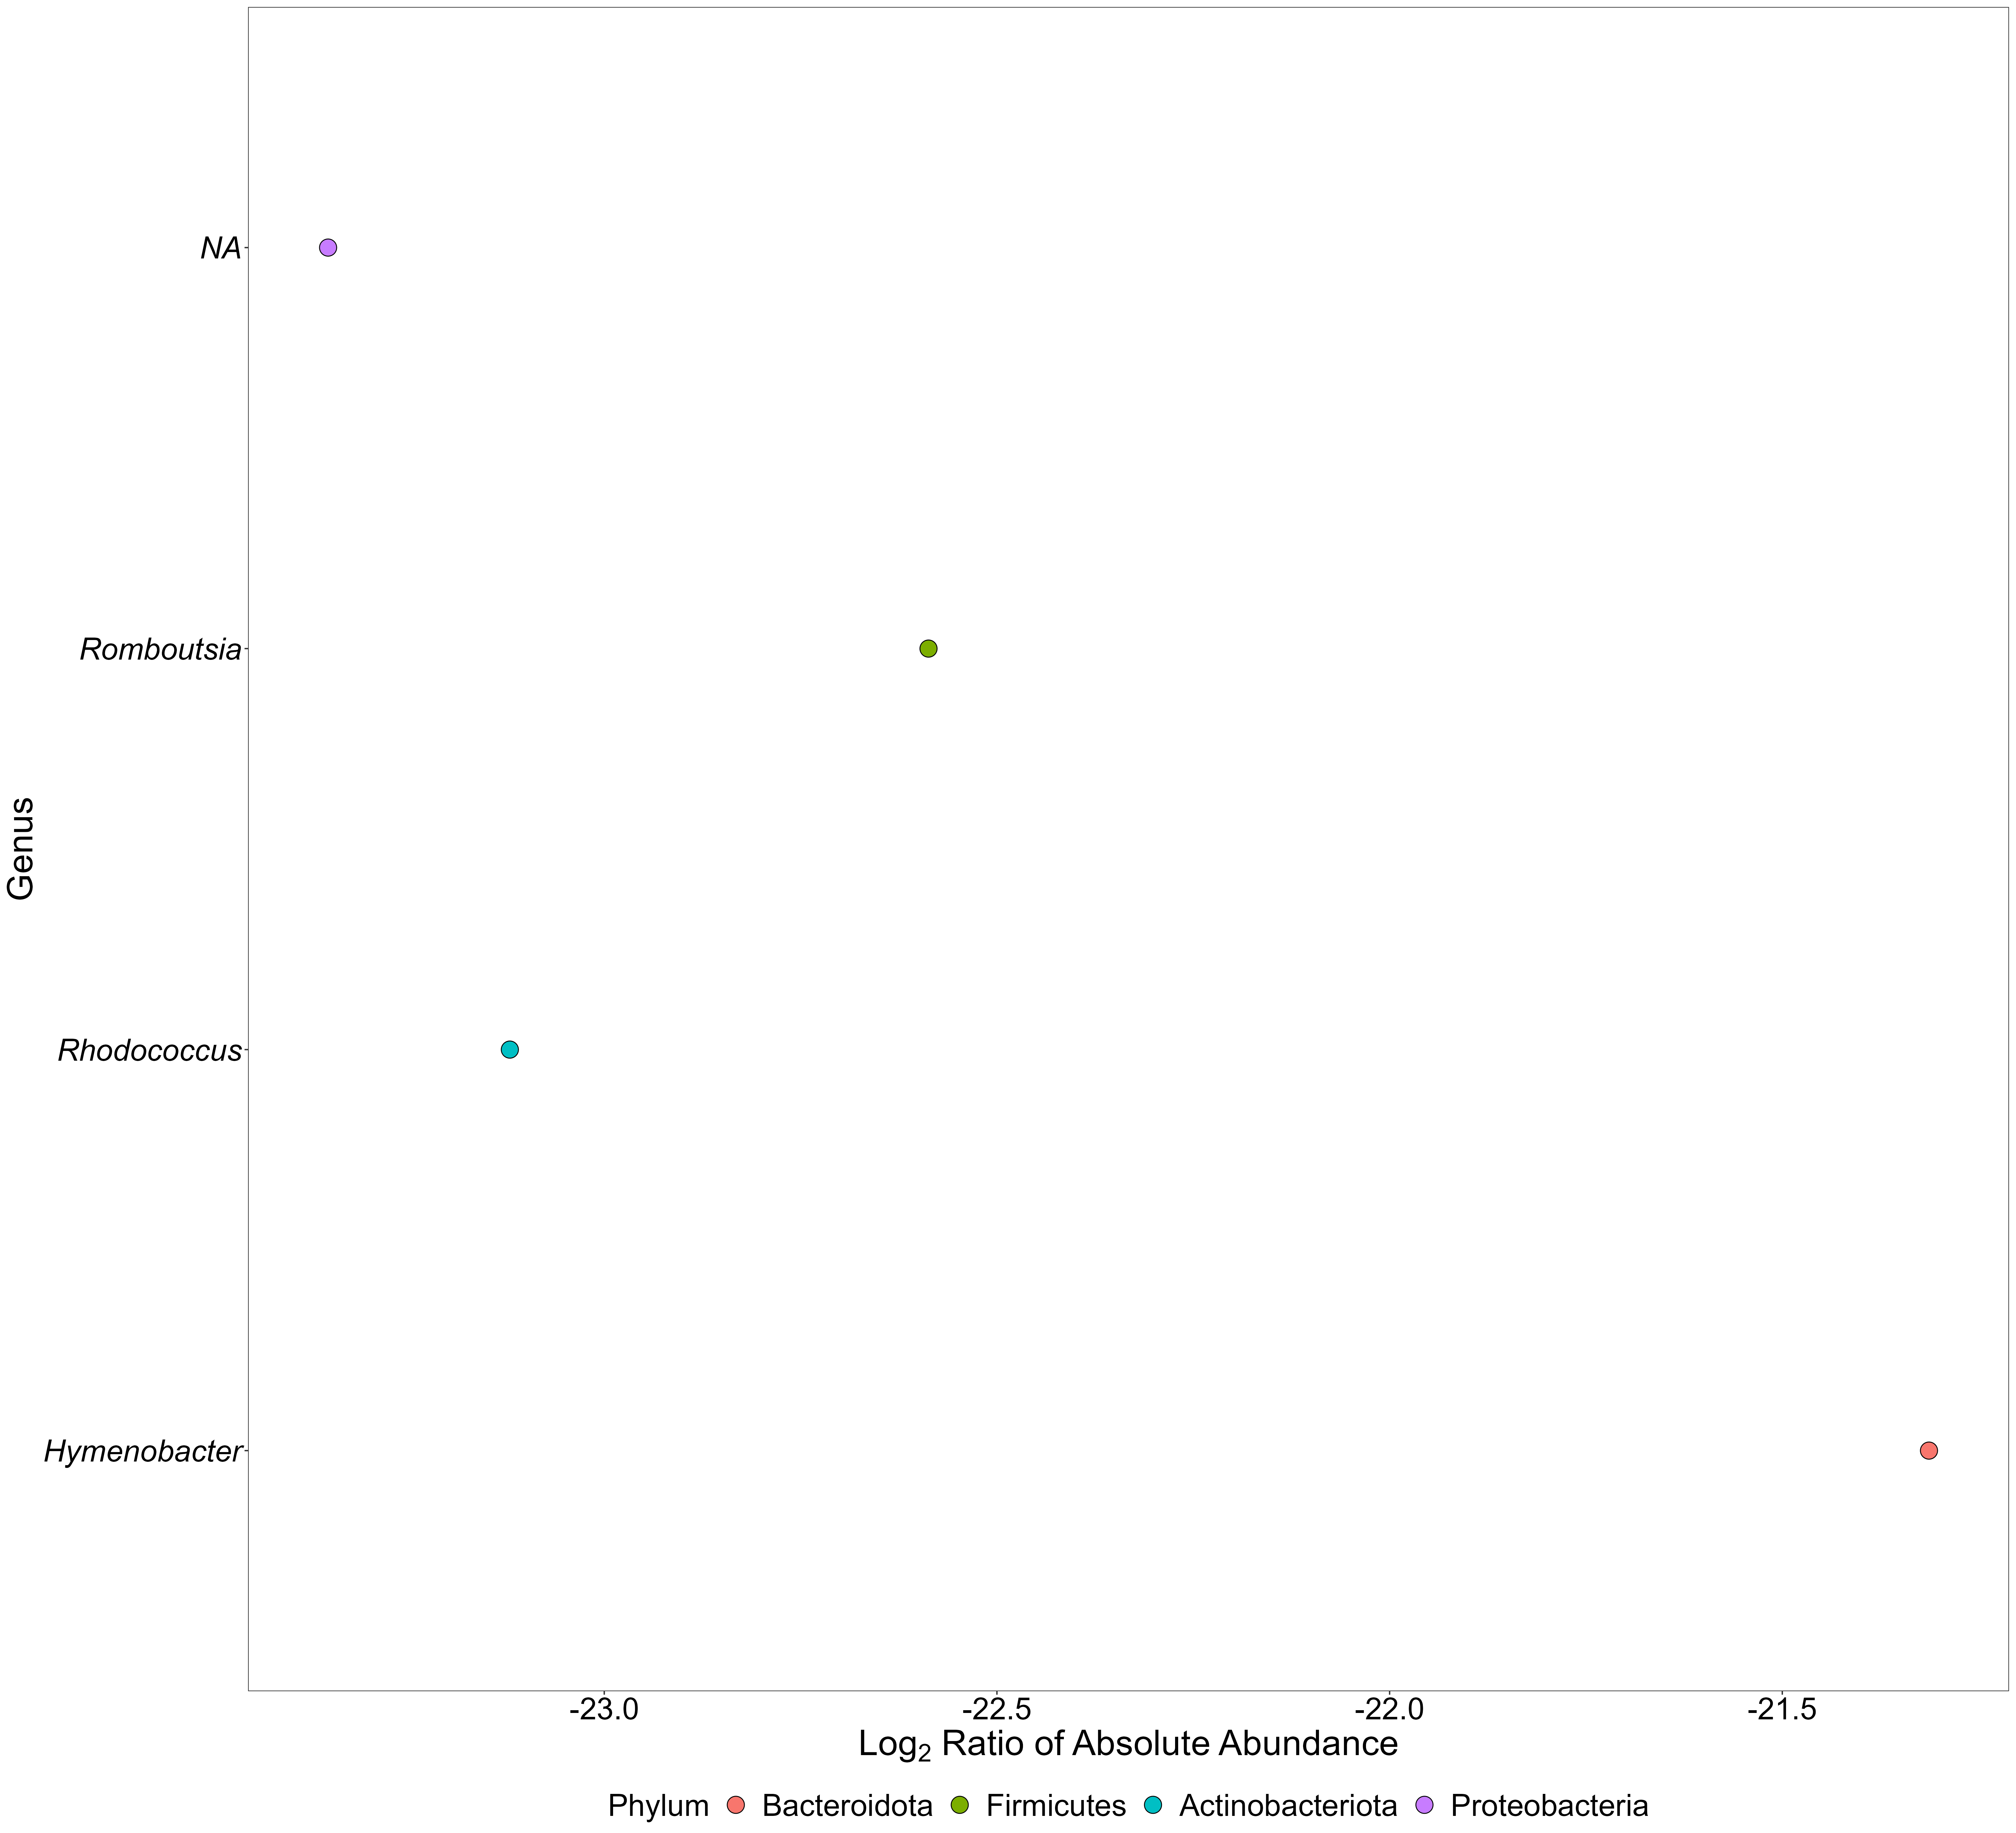 NA
Romboutsia
Rhodococcus
Hymenobacter
Genus
-23.0 -22.5 -22.0 -21.5
Log2 Ratio of Absolute Abundance
Phylum Bacteroidota Firmicutes Actinobacteriota Proteobacteria